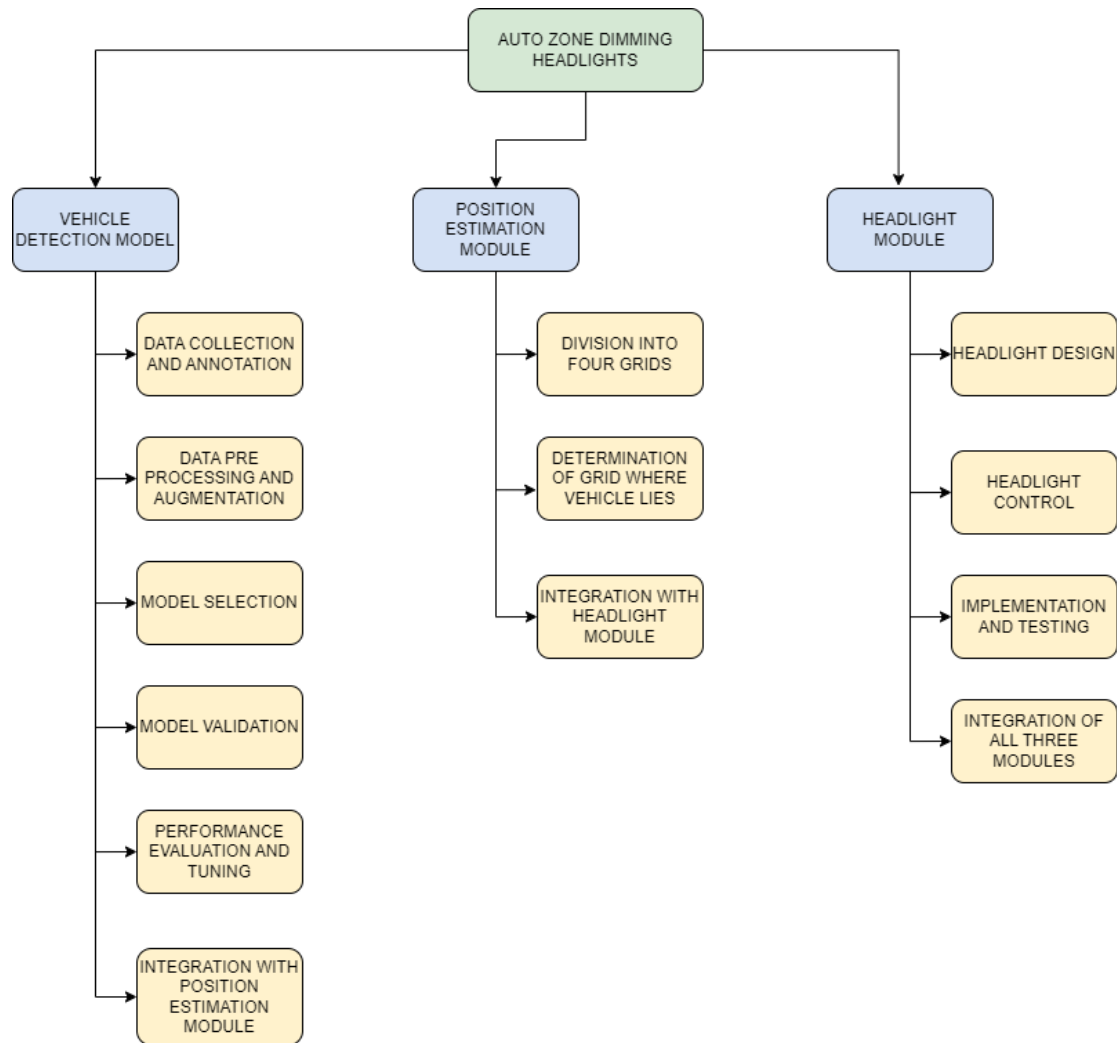 AUTO ZONE DIMMING
HEADLIGHTS
VEHICLE
DETECTION MODEL
DATA COLLECTION
AND ANNOTATION
DATA PRE
PROCESSING AND
AUGMENTATION
MODEL SELECTION
MODEL VALIDATION
PERFORMANCE
EVALUATION AND
TUNING
INTEGRATION WITH
POSITION
ESTIMATION
MODULE
POSITION
ESTIMATION
MODULE
DIVISION INTO
FOUR GRIDS
DETERMINATION
OF GRID WHERE
VEHICLE LIES
INTEGRATION WITH
HEADLIGHT
MODULE
HEADLIGHT
MODULE
HEADLIGHT DESIGN
HEADLIGHT
CONTROL
IMPLEMENTATION
AND TESTING
INTEGRATION OF
ALL THREE
MODULES